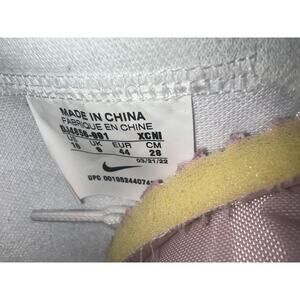 MADE IN CHINA
FABRIQUE EN CHINE
XCNI
US UK EUR CM
10 9 44 28
03/21/22